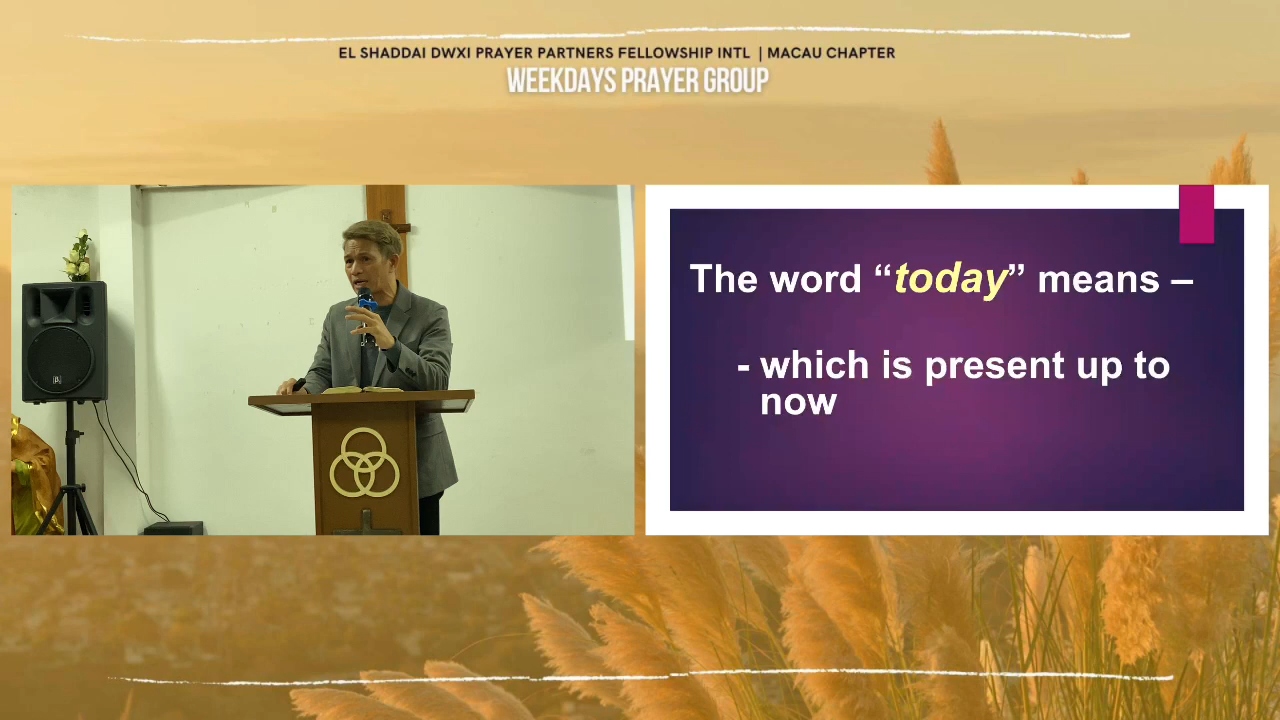 EL SHADDAI DWXI PRAYER PARTNERS FELLOWSHIP INTL | MACAU CHAPTER
WEEKDAYS PRAYER GROUP
The word “today” means –
- which is present up to
now